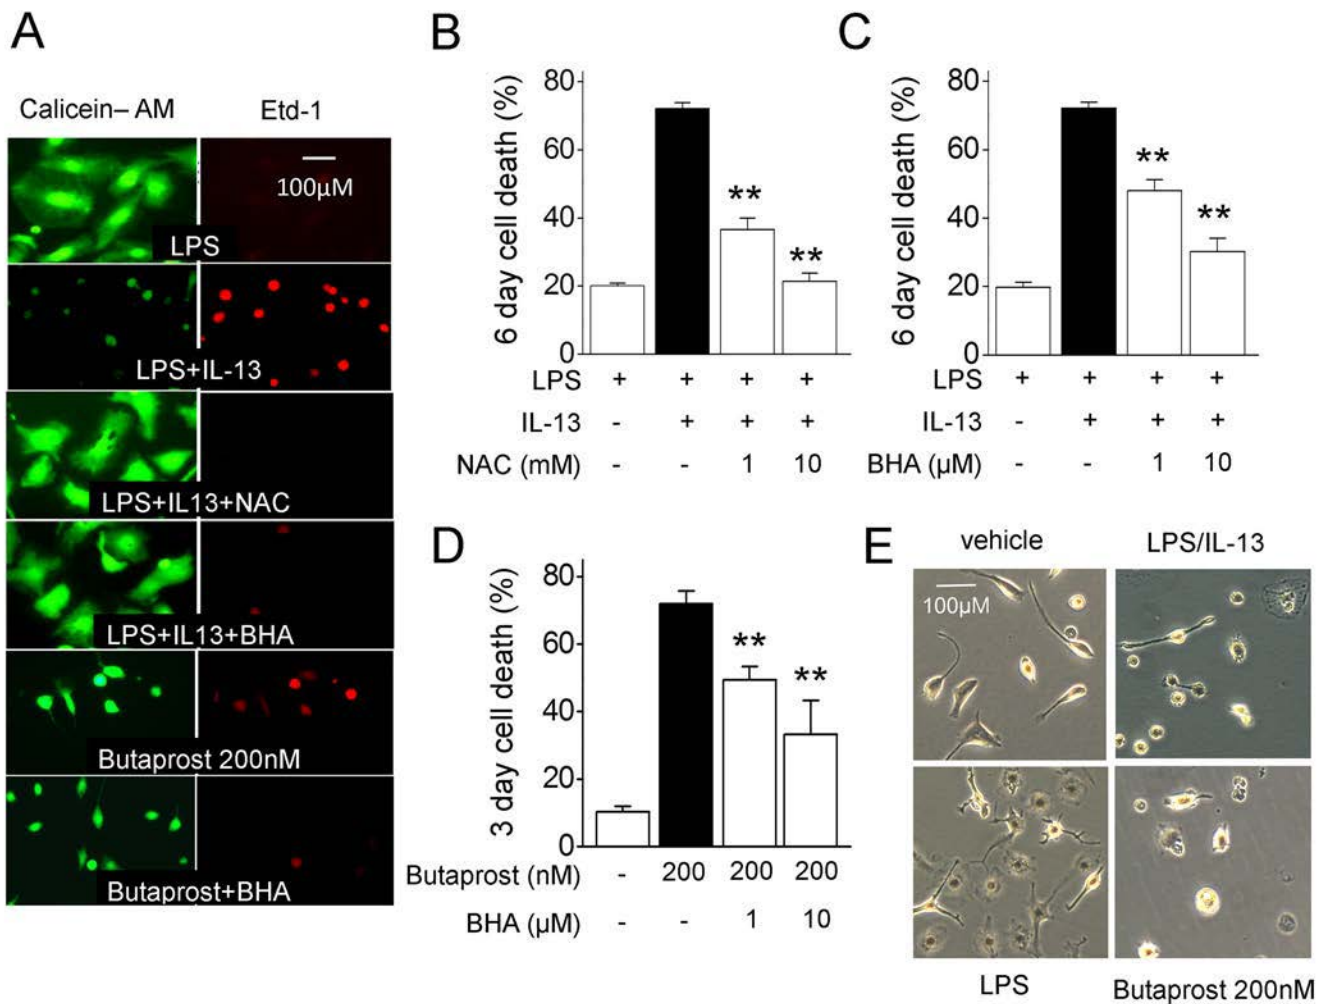 A
Calicein– AM Etd-1
100µM
LPS
LPS+IL-13
LPS+IL13+NAC
LPS+IL13+BHA
Butaprost 200nM
Butaprost+BHA
B
6 day cell death (%)
80
60
40
20
0
** **
LPS + + + +
IL-13 - + + +
NAC (mM) - - 1 10
C
6 day cell death (%)
80
60
40
20
0
** **
LPS + + + +
IL-13 - + + +
BHA (µM) - - 1 10
D
3 day cell death (%)
80
60
40
20
0
** **
Butaprost (nM) - 200 200 200
BHA (µM) - - 1 10
E
vehicle LPS/IL-13
100µM
LPS Butaprost 200nM